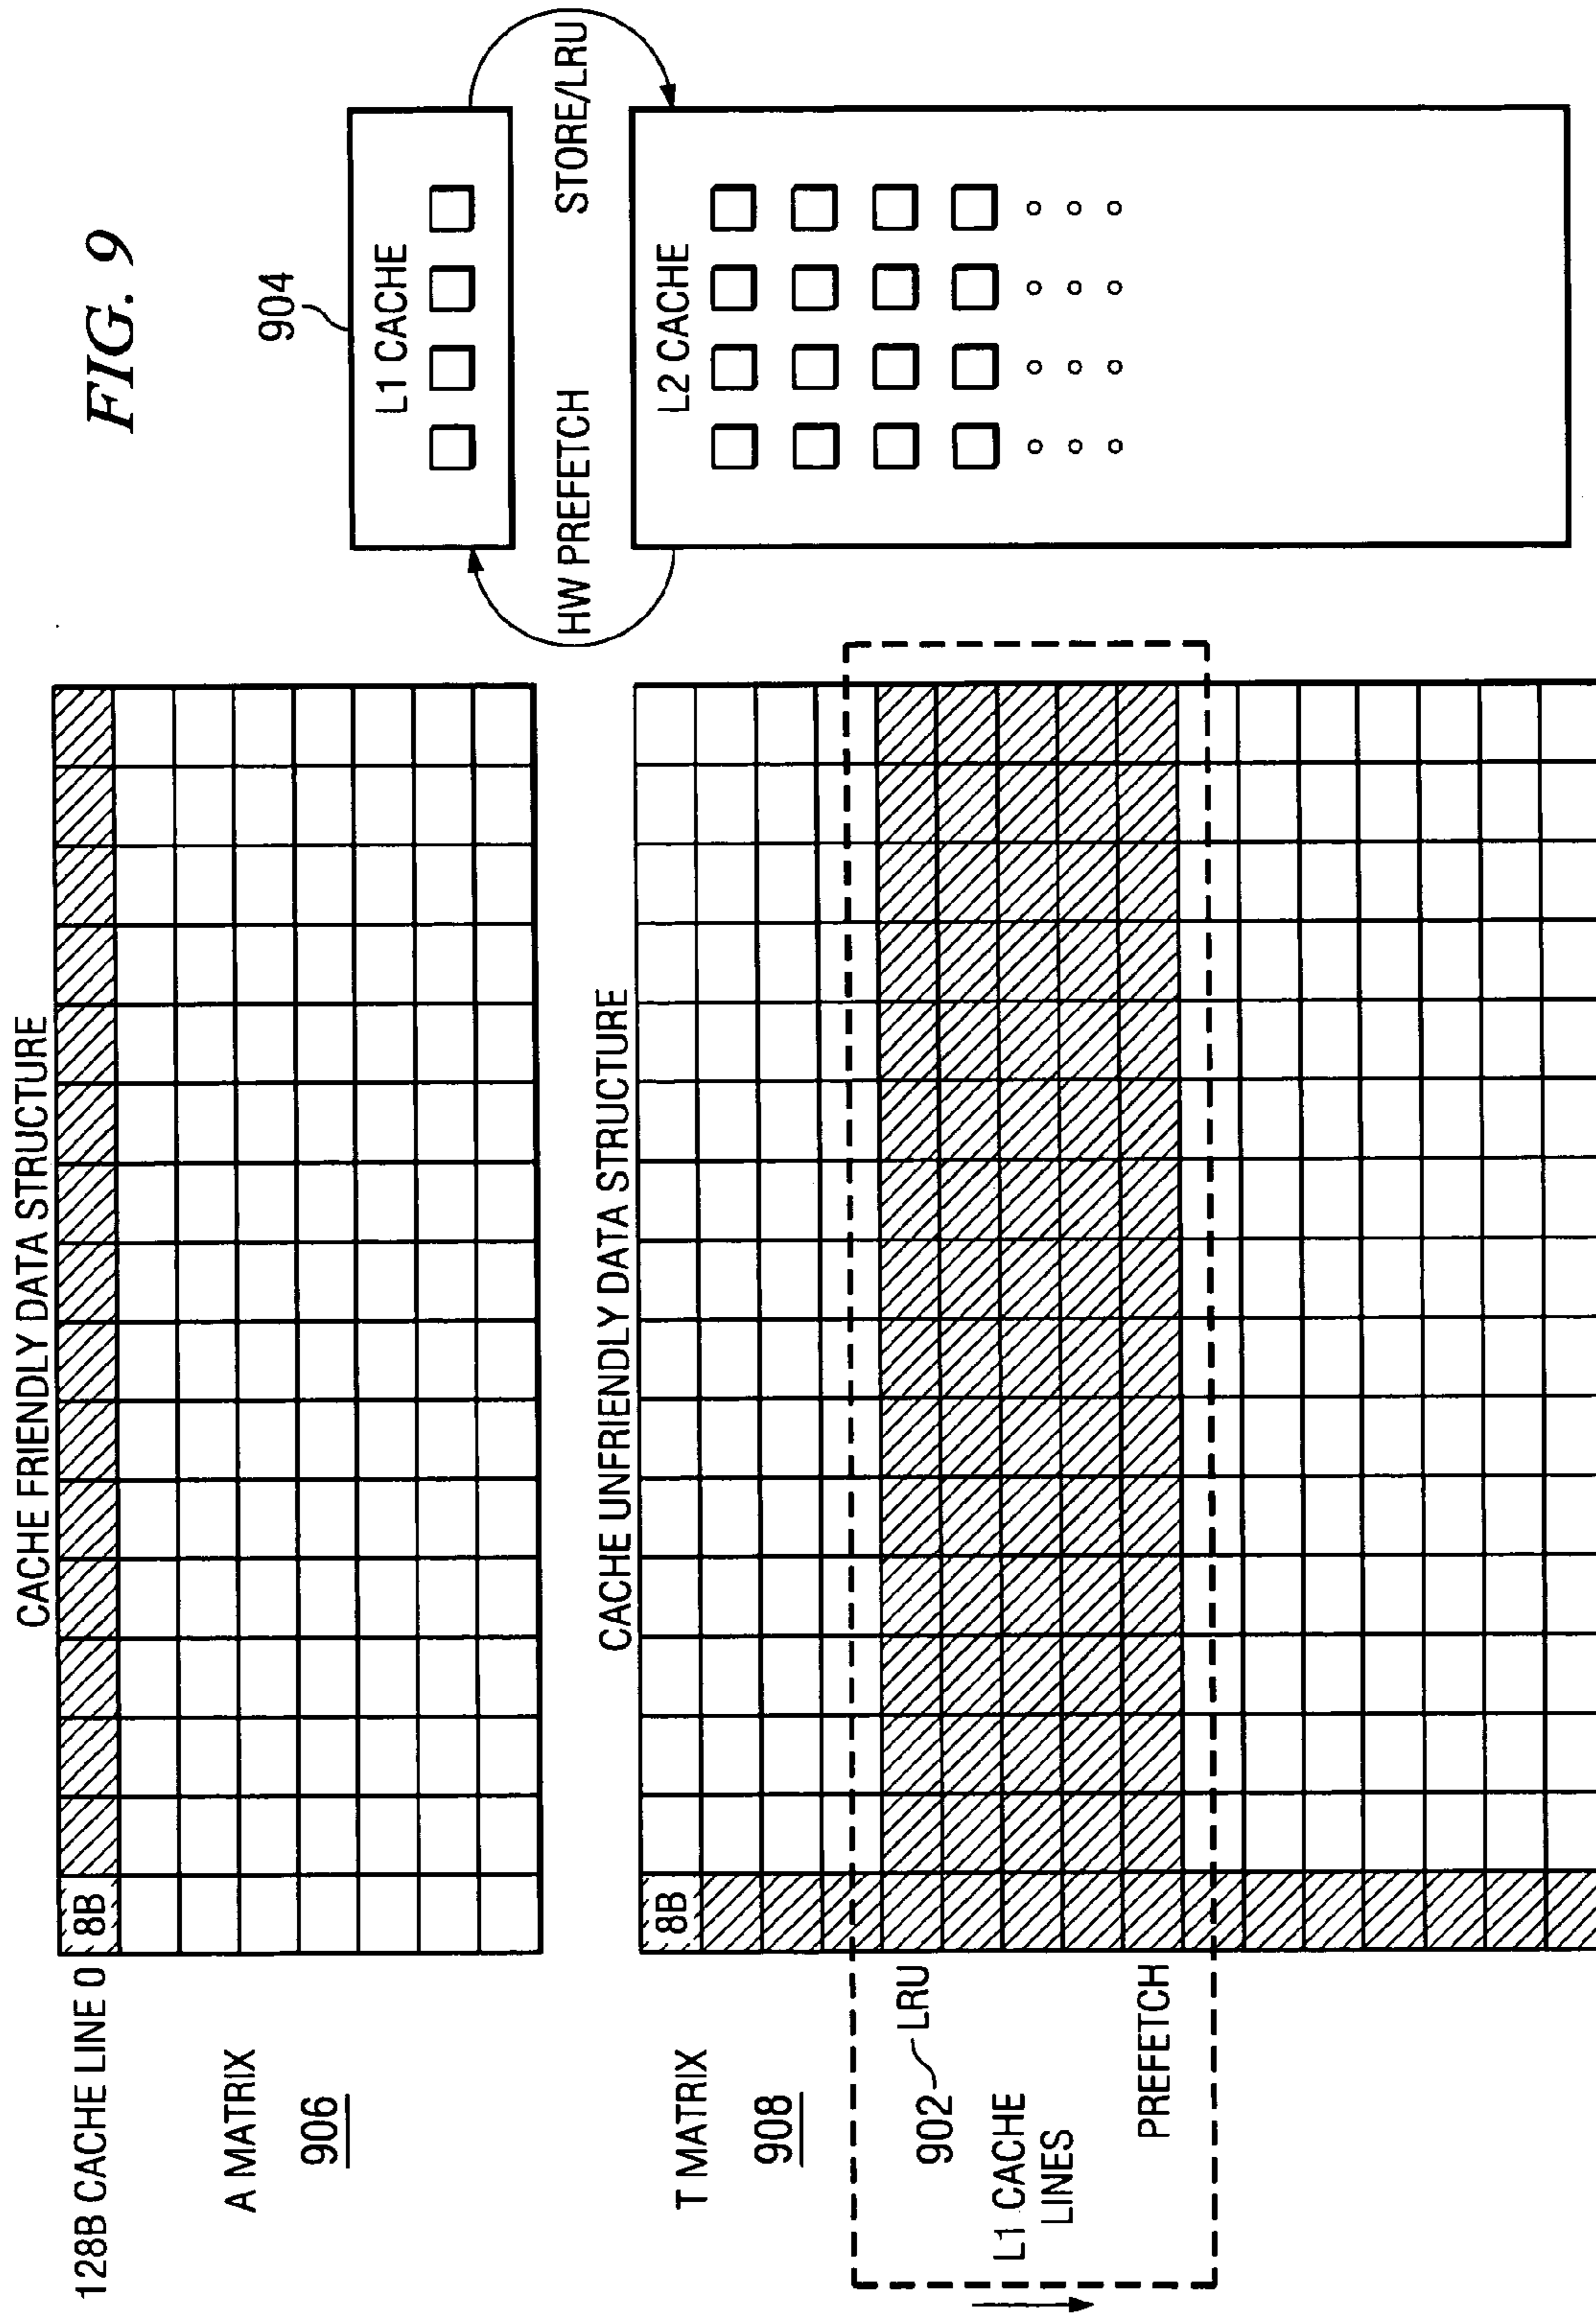 FIG. 9
CACHE FRIENDLY DATA STRUCTURE
128B CACHE LINE 0
8B
A MATRIX
906
CACHE UNFRIENDLY DATA STRUCTURE
8B
T MATRIX
908
902
LRU
L1 CACHE
LINES
PREFETCH
904
L1 CACHE
HW PREFETCH
STORE/LRU
L2 CACHE